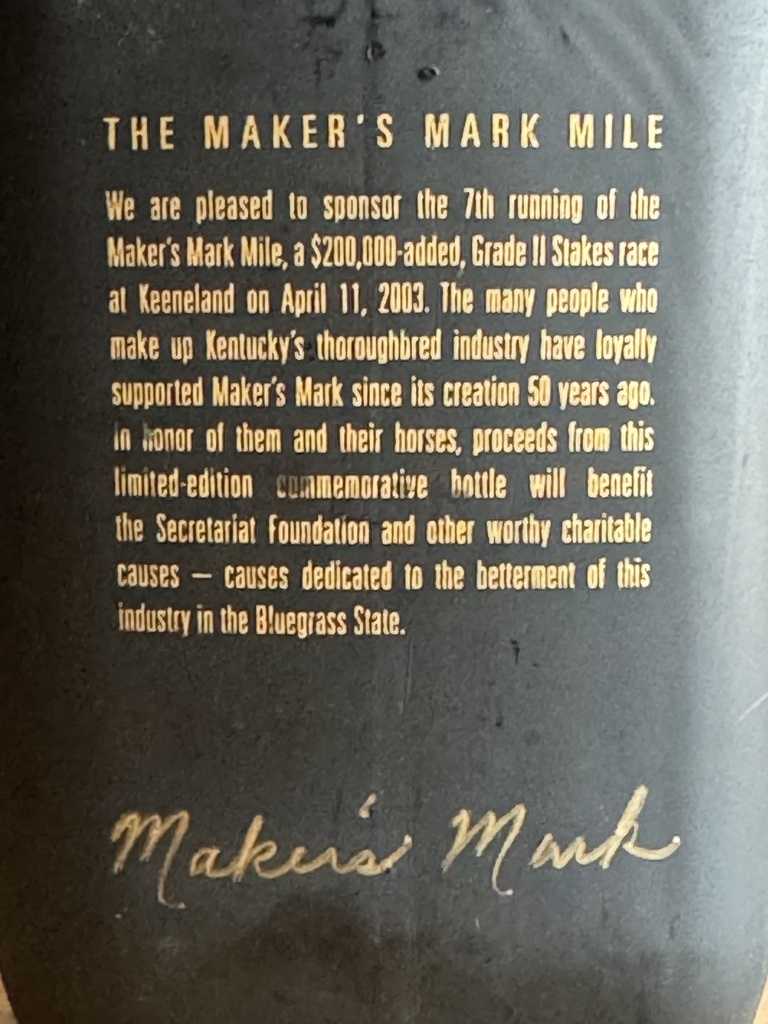 THE MAKER'S MARK MILE
We are pleased to sponsor the 7th running of the
Maker's Mark Mile, a $200,000-added, Grade II Stakes race
at Keeneland on April 11, 2003. The many people who
make up Kentucky's thoroughbred industry have loyally
supported Maker's Mark since its creation 50 years ago.
In honor of them and their horses, proceeds from this
limited-edition commemorative bottle will benefit
the Secretariat Foundation and other worthy charitable
causes — causes dedicated to the betterment of this
industry in the Bluegrass State.
Maker's Mark